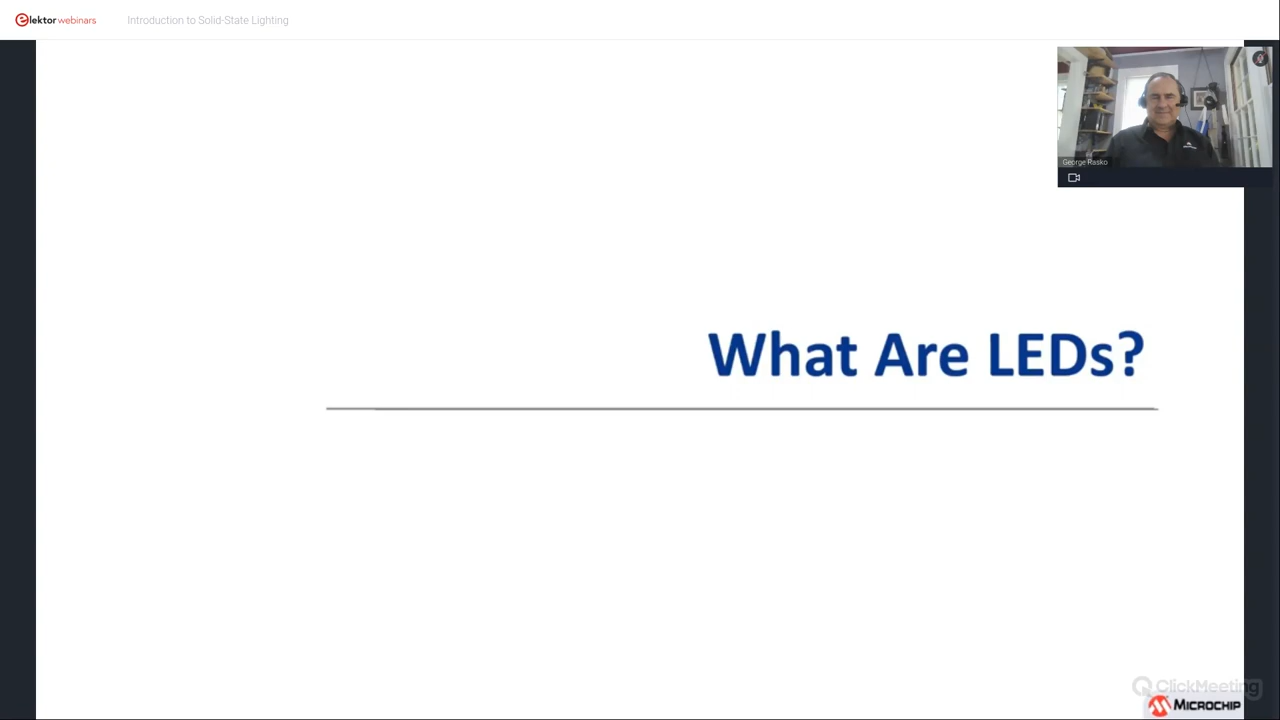 elektor webinars
Introduction to Solid-State Lighting
George Rasko
What Are LEDs?
ClickMeeting
MICROCHIP